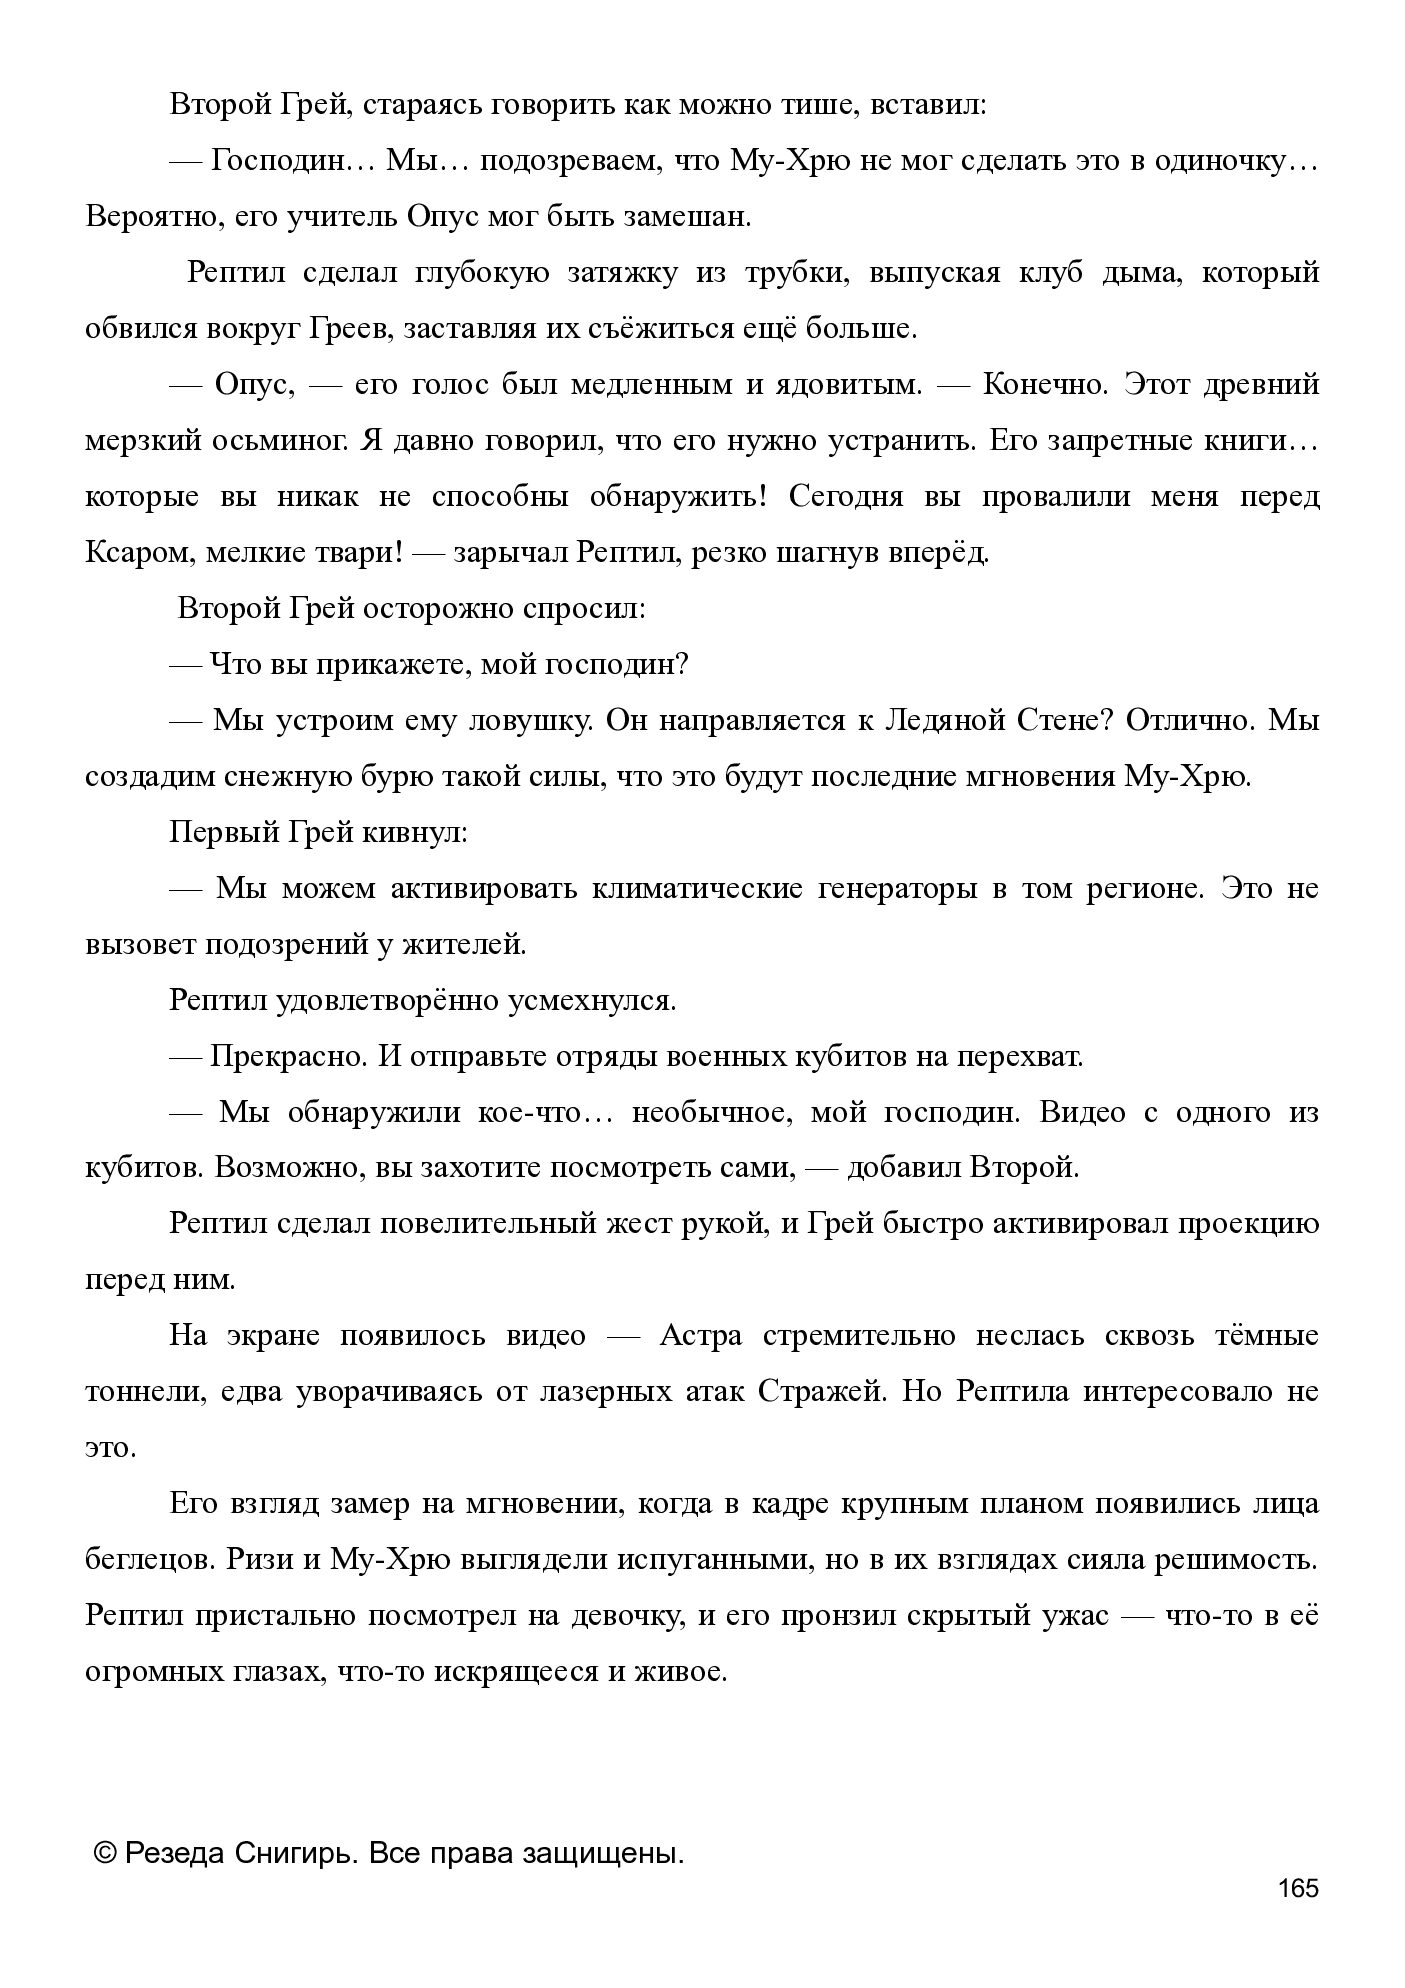 Второй Грей, стараясь говорить как можно тише, вставил:
— Господин… Мы… подозреваем, что Му-Хрю не мог сделать это в одиночку…
Вероятно, его учитель Опус мог быть замешан.
Рептил сделал глубокую затяжку из трубки, выпуская клуб дыма, который
обвился вокруг Греев, заставляя их съёжиться ещё больше.
— Опус, — его голос был медленным и ядовитым. — Конечно. Этот древний
мерзкий осьминог. Я давно говорил, что его нужно устранить. Его запретные книги…
которые вы никак не способны обнаружить! Сегодня вы провалили меня перед
Ксаром, мелкие твари! — зарычал Рептил, резко шагнув вперёд.
Второй Грей осторожно спросил:
— Что вы прикажете, мой господин?
— Мы устроим ему ловушку. Он направляется к Ледяной Стене? Отлично. Мы
создадим снежную бурю такой силы, что это будут последние мгновения Му-Хрю.
Первый Грей кивнул:
— Мы можем активировать климатические генераторы в том регионе. Это не
вызовет подозрений у жителей.
Рептил удовлетворённо усмехнулся.
— Прекрасно. И отправьте отряды военных кубитов на перехват.
— Мы обнаружили кое-что… необычное, мой господин. Видео с одного из
кубитов. Возможно, вы захотите посмотреть сами, — добавил Второй.
Рептил сделал повелительный жест рукой, и Грей быстро активировал проекцию
перед ним.
На экране появилось видео — Астра стремительно неслась сквозь тёмные
тоннели, едва уворачиваясь от лазерных атак Стражей. Но Рептила интересовало не
это.
Его взгляд замер на мгновении, когда в кадре крупным планом появились лица
беглецов. Ризи и Му-Хрю выглядели испуганными, но в их взглядах сияла решимость.
Рептил пристально посмотрел на девочку, и его пронзил скрытый ужас — что-то в её
огромных глазах, что-то искрящееся и живое.
© Резеда Снигирь. Все права защищены.
165